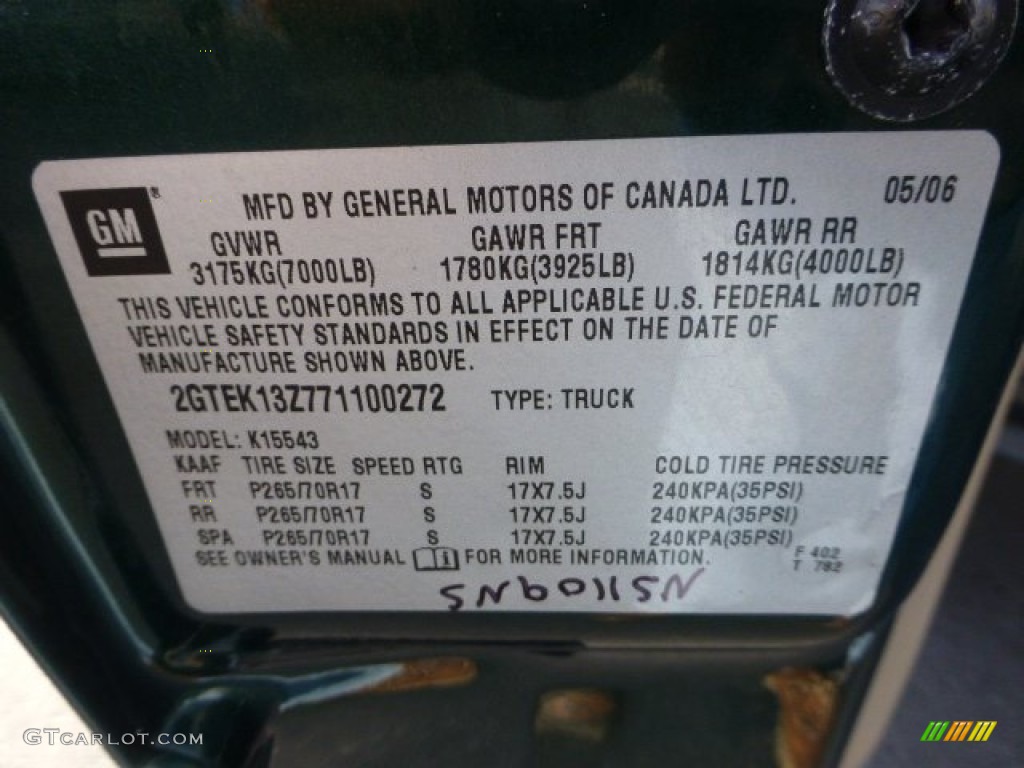 GM® MFD BY GENERAL MOTORS OF CANADA LTD. 05/06
GVWR GAWR FRT GAWR RR
3175KG(7000LB) 1780KG(3925LB) 1814KG(4000LB)
THIS VEHICLE CONFORMS TO ALL APPLICABLE U.S. FEDERAL MOTOR
VEHICLE SAFETY STANDARDS IN EFFECT ON THE DATE OF
MANUFACTURE SHOWN ABOVE.
2GTEK13Z771100272 TYPE: TRUCK
MODEL: K15543
KAAF TIRE SIZE SPEED RTG RIM COLD TIRE PRESSURE
FRT P265/70R17 S 17X7.5J 240KPA(35PSI)
RR P265/70R17 S 17X7.5J 240KPA(35PSI)
SPA P265/70R17 S 17X7.5J 240KPA(35PSI)
SEE OWNER'S MANUAL FOR MORE INFORMATION.
F 402
T 782
GTCARLOT.COM